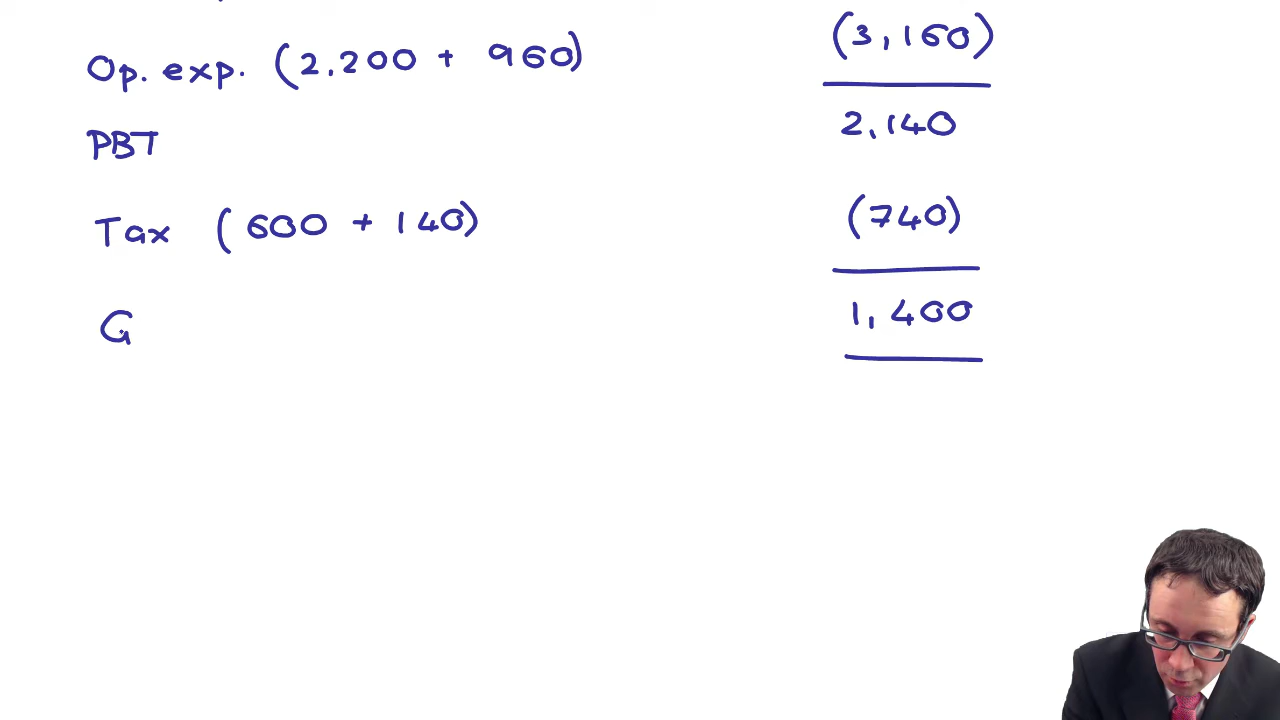 Op. exp. (2,200 + 960) (3,160)
PBT 2,140
Tax (600 + 140) (740)
G 1,400